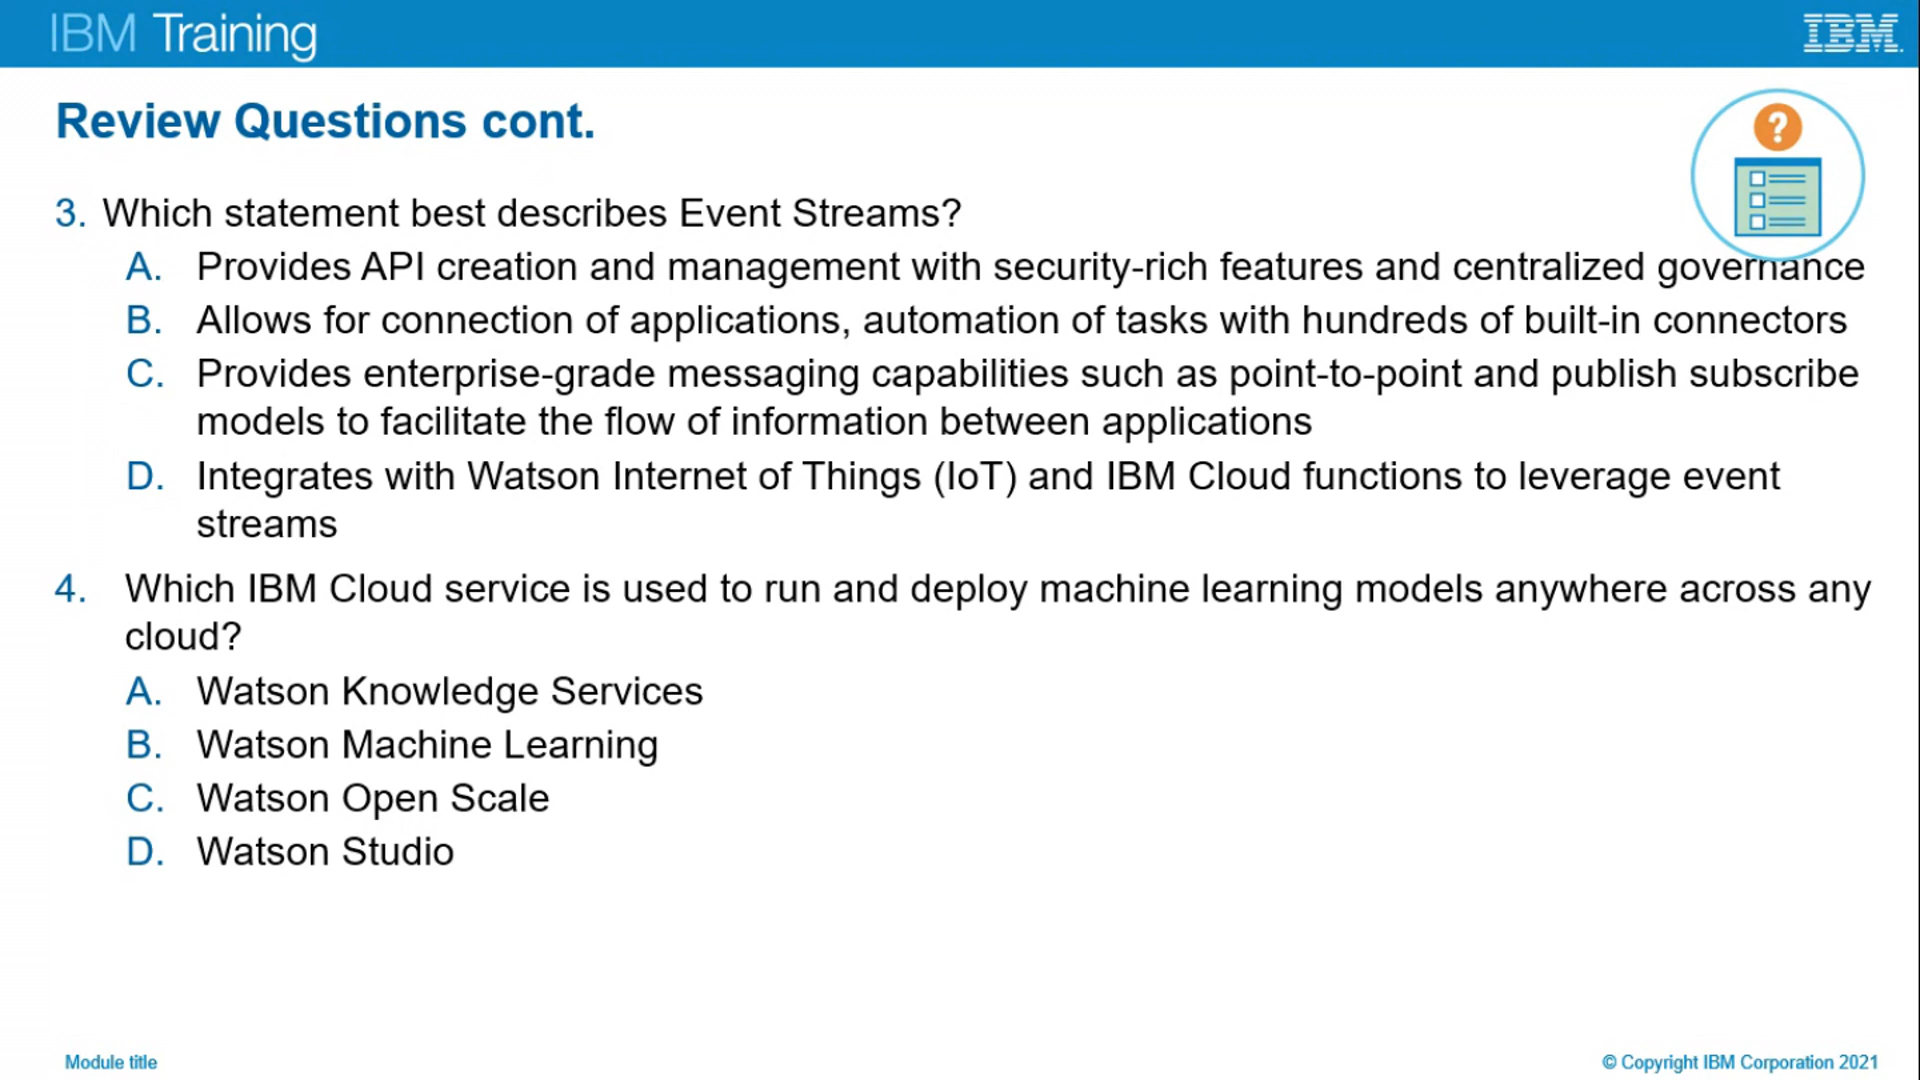 IBM Training
IBM
Review Questions cont.
?
3. Which statement best describes Event Streams?
A. Provides API creation and management with security-rich features and centralized governance
B. Allows for connection of applications, automation of tasks with hundreds of built-in connectors
C. Provides enterprise-grade messaging capabilities such as point-to-point and publish subscribe
models to facilitate the flow of information between applications
D. Integrates with Watson Internet of Things (IoT) and IBM Cloud functions to leverage event
streams
4. Which IBM Cloud service is used to run and deploy machine learning models anywhere across any
cloud?
A. Watson Knowledge Services
B. Watson Machine Learning
C. Watson Open Scale
D. Watson Studio
Module title
© Copyright IBM Corporation 2021